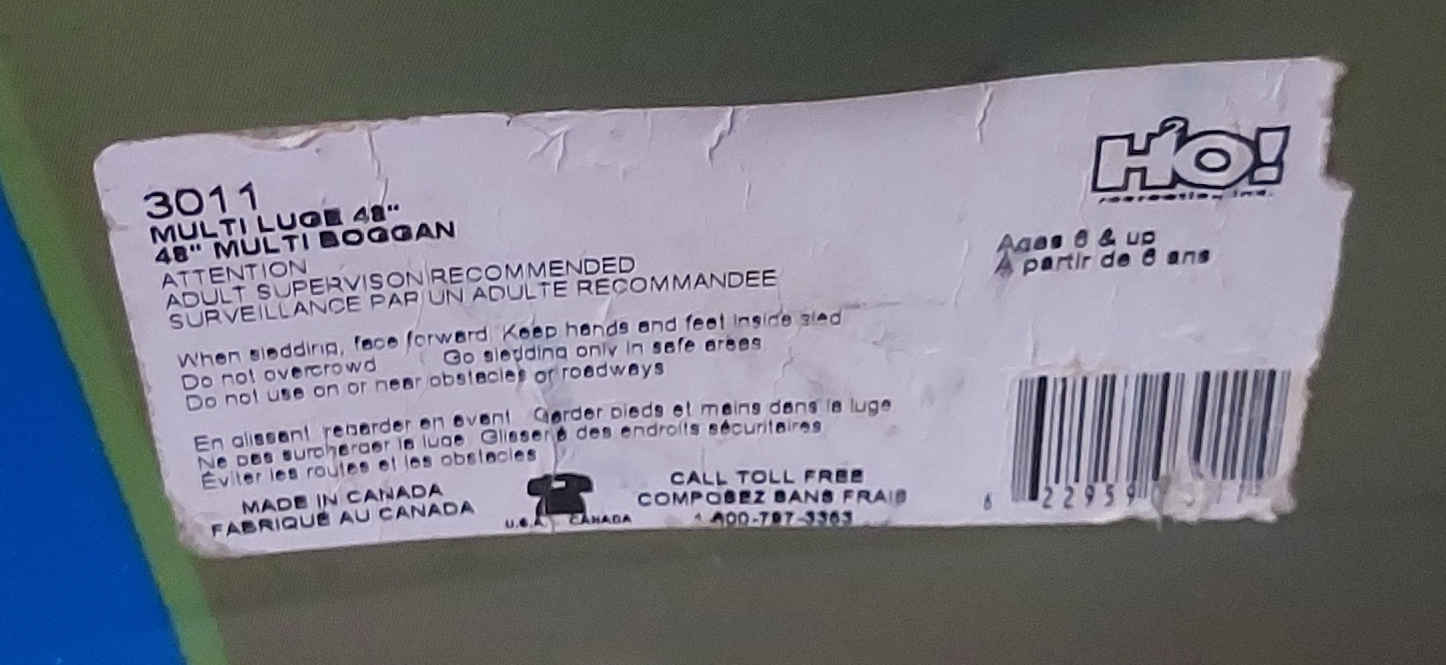 3011
MULTI LUGE 48"
48" MULTI BOGGAN
ATTENTION
ADULT SUPERVISON RECOMMENDED
SURVEILLANCE PAR UN ADULTE RECOMMANDEE
When sledding, face forward Keep hands and feet inside sled
Do not overcrowd Go sledding only in safe areas
Do not use on or near obstacles or roadways
En glissant regarder en avant Garder pieds et mains dans la luge
Ne pas surcharger la luge Glisser à des endroits sécuritaires
Éviter les routes et les obstacles
MADE IN CANADA
FABRIQUÉ AU CANADA
U.S.A. CANADA
CALL TOLL FREE
COMPOSEZ SANS FRAIS
H2O!
recreation, inc.
Ages 6 & up
À partir de 6 ans
6 22959